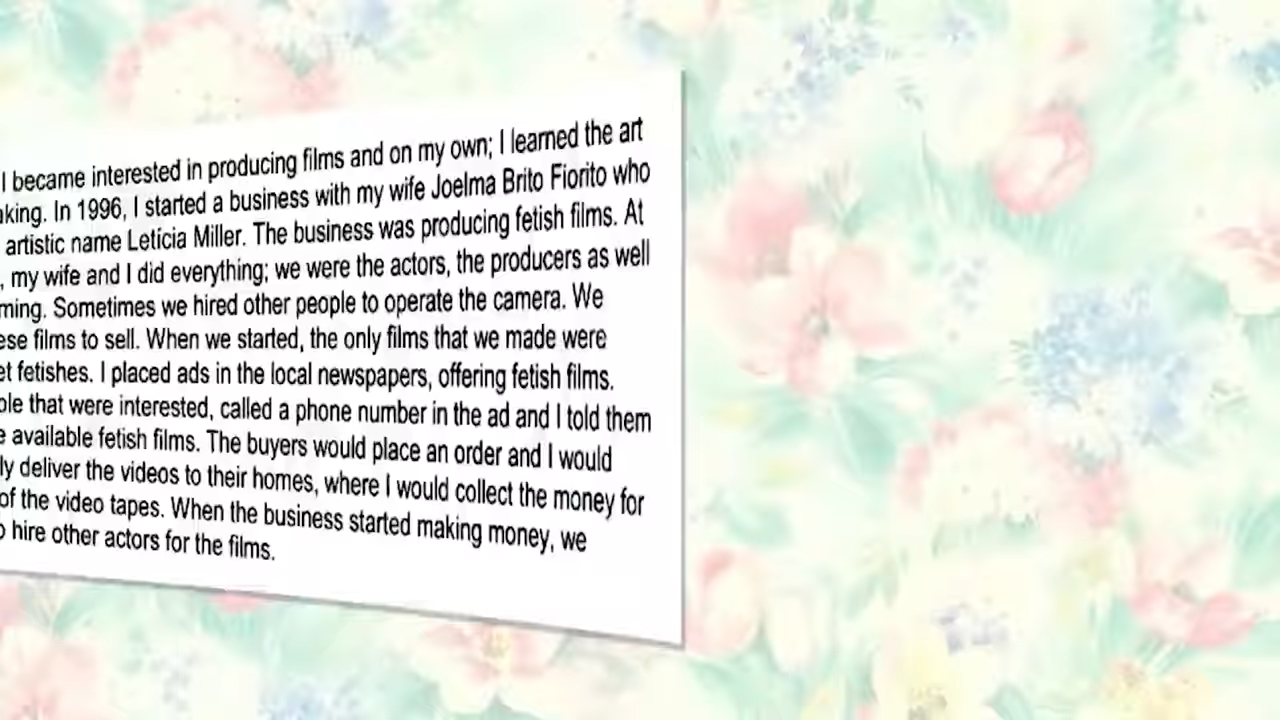 I became interested in producing films and on my own; I learned the art
In 1996, I started a business with my wife Joelma Brito Fiorito who
artistic name Letícia Miller. The business was producing fetish films. At
, my wife and I did everything; we were the actors, the producers as well
Sometimes we hired other people to operate the camera. We
films to sell. When we started, the only films that we made were
fetishes. I placed ads in the local newspapers, offering fetish films.
that were interested, called a phone number in the ad and I told them
available fetish films. The buyers would place an order and I would
deliver the videos to their homes, where I would collect the money for
of the video tapes. When the business started making money, we
hire other actors for the films.